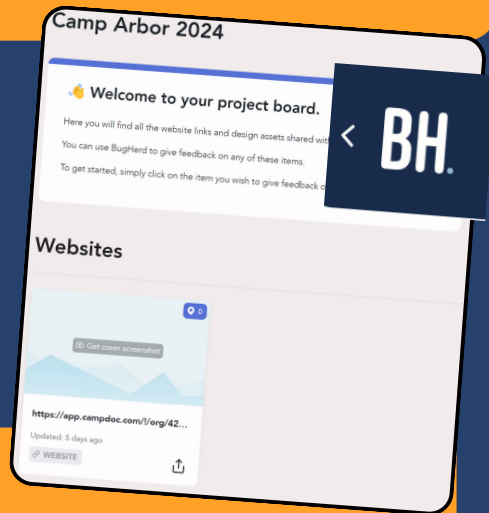 Camp Arbor 2024
👋 Welcome to your project board.
Here you will find all the website links and design assets shared
You can use BugHerd to give feedback on any of these items.
To get started, simply click on the item you wish to give feedback
BH.
Websites
0
Get cover screenshot
https://app.campdoc.com/!/org/42...
Updated: 5 days ago
WEBSITE